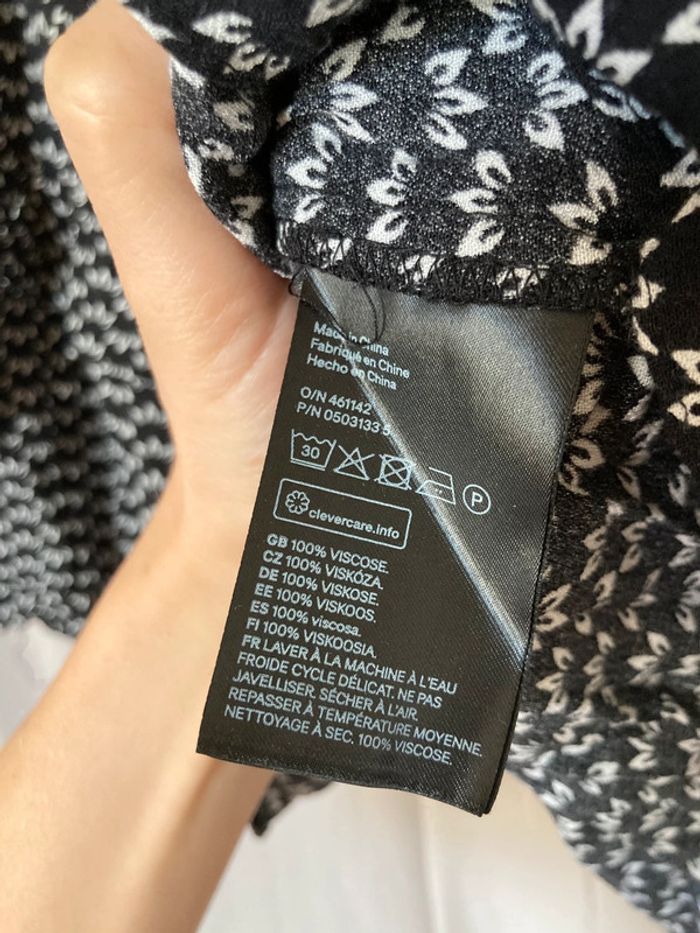 Made in China
Fabriqué en Chine
Hecho en China
O/N 461142
P/N 0503133 5
30
P
clevercare.info
GB 100% VISCOSE.
CZ 100% VISKÓZA.
DE 100% VISKOSE.
EE 100% VISKOOS.
ES 100% viscosa.
FI 100% VISKOOSIA.
FR LAVER À LA MACHINE À L'EAU
FROIDE CYCLE DÉLICAT. NE PAS
JAVELLISER. SÉCHER À L'AIR.
REPASSER À TEMPÉRATURE MOYENNE.
NETTOYAGE À SEC. 100% VISCOSE.